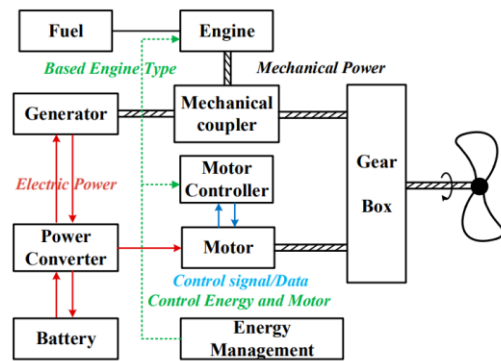 Fuel
Engine
Based Engine Type
Mechanical Power
Generator
Mechanical
coupler
Gear
Box
Electric Power
Motor
Controller
Power
Converter
Motor
Control signal/Data
Control Energy and Motor
Battery
Energy
Management